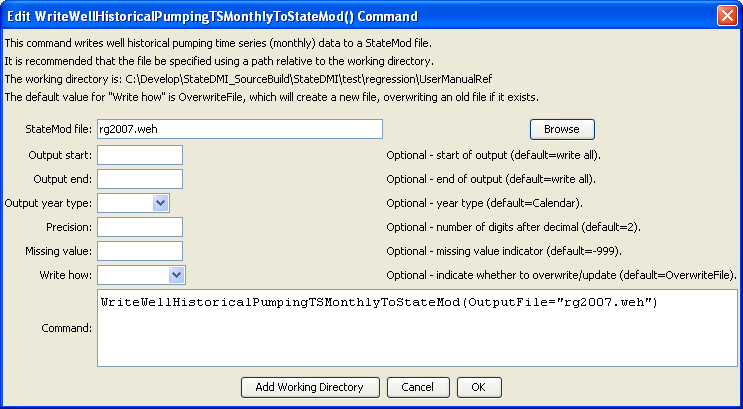 Edit WriteWellHistoricalPumpingTSMonthlyToStateMod() Command
This command writes well historical pumping time series (monthly) data to a StateMod file.
It is recommended that the file be specified using a path relative to the working directory.
The working directory is: C:\Develop\StateDMI_SourceBuild\StateDMI\test\regression\UserManualRef
The default value for "Write how" is OverwriteFile, which will create a new file, overwriting an old file if it exists.
StateMod file: rg2007.weh Browse
Output start: Optional - start of output (default=write all).
Output end: Optional - end of output (default=write all).
Output year type: Optional - year type (default=Calendar).
Precision: Optional - number of digits after decimal (default=2).
Missing value: Optional - missing value indicator (default=-999).
Write how: Optional - indicate whether to overwrite/update (default=OverwriteFile).
Command: WriteWellHistoricalPumpingTSMonthlyToStateMod(OutputFile="rg2007.weh")
Add Working Directory Cancel OK